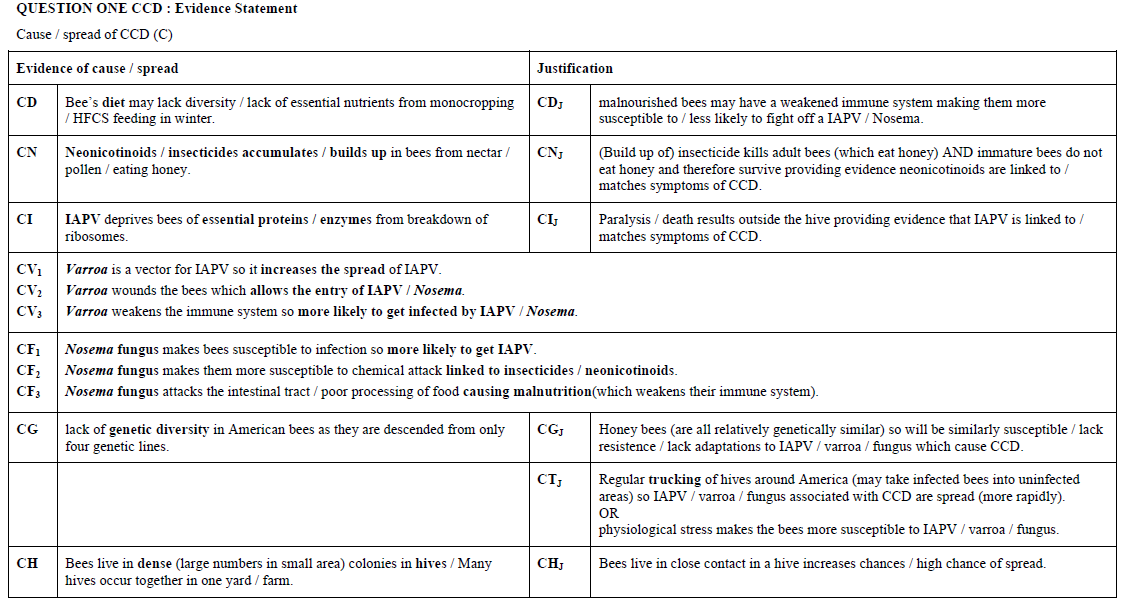 QUESTION ONE CCD : Evidence Statement
Cause / spread of CCD (C)
Evidence of cause / spread
Justification
CD
Bee's diet may lack diversity / lack of essential nutrients from monocropping
/ HFCS feeding in winter.
CDJ
malnourished bees may have a weakened immune system making them more
susceptible to / less likely to fight off a IAPV / Nosema.
CN
Neonicotinoids / insecticides accumulates / builds up in bees from nectar /
pollen / eating honey.
CNJ
(Build up of) insecticide kills adult bees (which eat honey) AND immature bees do not
eat honey and therefore survive providing evidence neonicotinoids are linked to /
matches symptoms of CCD.
CI
IAPV deprives bees of essential proteins / enzymes from breakdown of
ribosomes.
CIJ
Paralysis / death results outside the hive providing evidence that IAPV is linked to /
matches symptoms of CCD.
CV1 Varroa is a vector for IAPV so it increases the spread of IAPV.
CV2 Varroa wounds the bees which allows the entry of IAPV / Nosema.
CV3 Varroa weakens the immune system so more likely to get infected by IAPV / Nosema.
CF1 Nosema fungus makes bees susceptible to infection so more likely to get IAPV.
CF2 Nosema fungus makes them more susceptible to chemical attack linked to insecticides / neonicotinoids.
CF3 Nosema fungus attacks the intestinal tract / poor processing of food causing malnutrition(which weakens their immune system).
CG
lack of genetic diversity in American bees as they are descended from only
four genetic lines.
CGJ
Honey bees (are all relatively genetically similar) so will be similarly susceptible / lack
resistence / lack adaptations to IAPV / varroa / fungus which cause CCD.
CTJ
Regular trucking of hives around America (may take infected bees into uninfected
areas) so IAPV / varroa / fungus associated with CCD are spread (more rapidly).
OR
physiological stress makes the bees more susceptible to IAPV / varroa / fungus.
CH
Bees live in dense (large numbers in small area) colonies in hives / Many
hives occur together in one yard / farm.
CHJ
Bees live in close contact in a hive increases chances / high chance of spread.